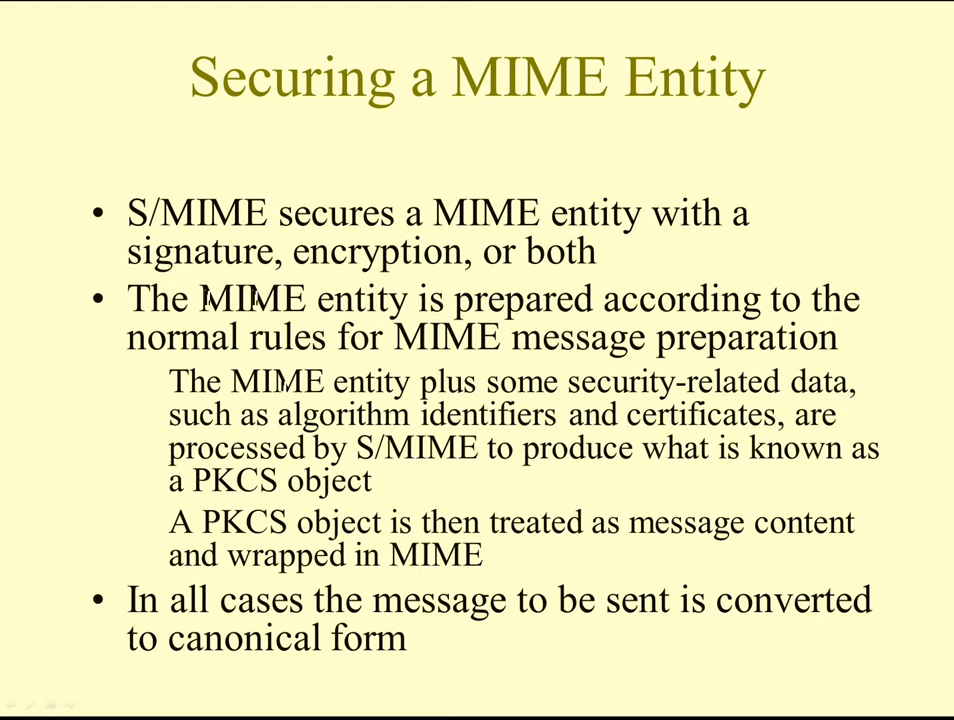 Securing a MIME Entity
• S/MIME secures a MIME entity with a
signature, encryption, or both
• The MIME entity is prepared according to the
normal rules for MIME message preparation
The MIME entity plus some security-related data,
such as algorithm identifiers and certificates, are
processed by S/MIME to produce what is known as
a PKCS object
A PKCS object is then treated as message content
and wrapped in MIME
• In all cases the message to be sent is converted
to canonical form